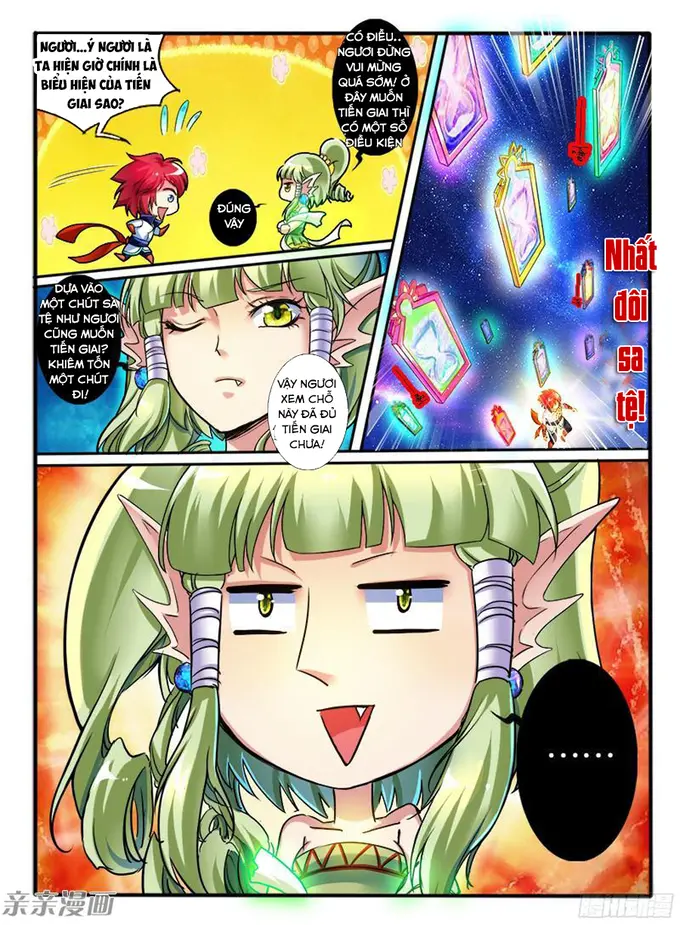 NGƯƠI...Ý NGƯƠI LÀ
TA HIỆN GIỜ CHÍNH LÀ
BIỂU HIỆN CỦA TIẾN
GIAI SAO?
CÓ ĐIỀU..
NGƯƠI ĐỪNG
VUI MỪNG
QUÁ SỚM! Ở
ĐÂY MUỐN
TIẾN GIAI THÌ
CÓ MỘT SỐ
ĐIỀU KIỆN
ĐÚNG
VẬY
DỰA VÀO
MỘT CHÚT SA
TỆ NHƯ NGƯƠI
CŨNG MUỐN
TIẾN GIAI?
KHIÊM TỐN
MỘT CHÚT
ĐI!
Nhất
đôi
sa
tệ!
VẬY NGƯƠI
XEM CHỖ
NÀY ĐÃ ĐỦ
TIẾN GIAI
CHƯA!
......
亲亲漫画